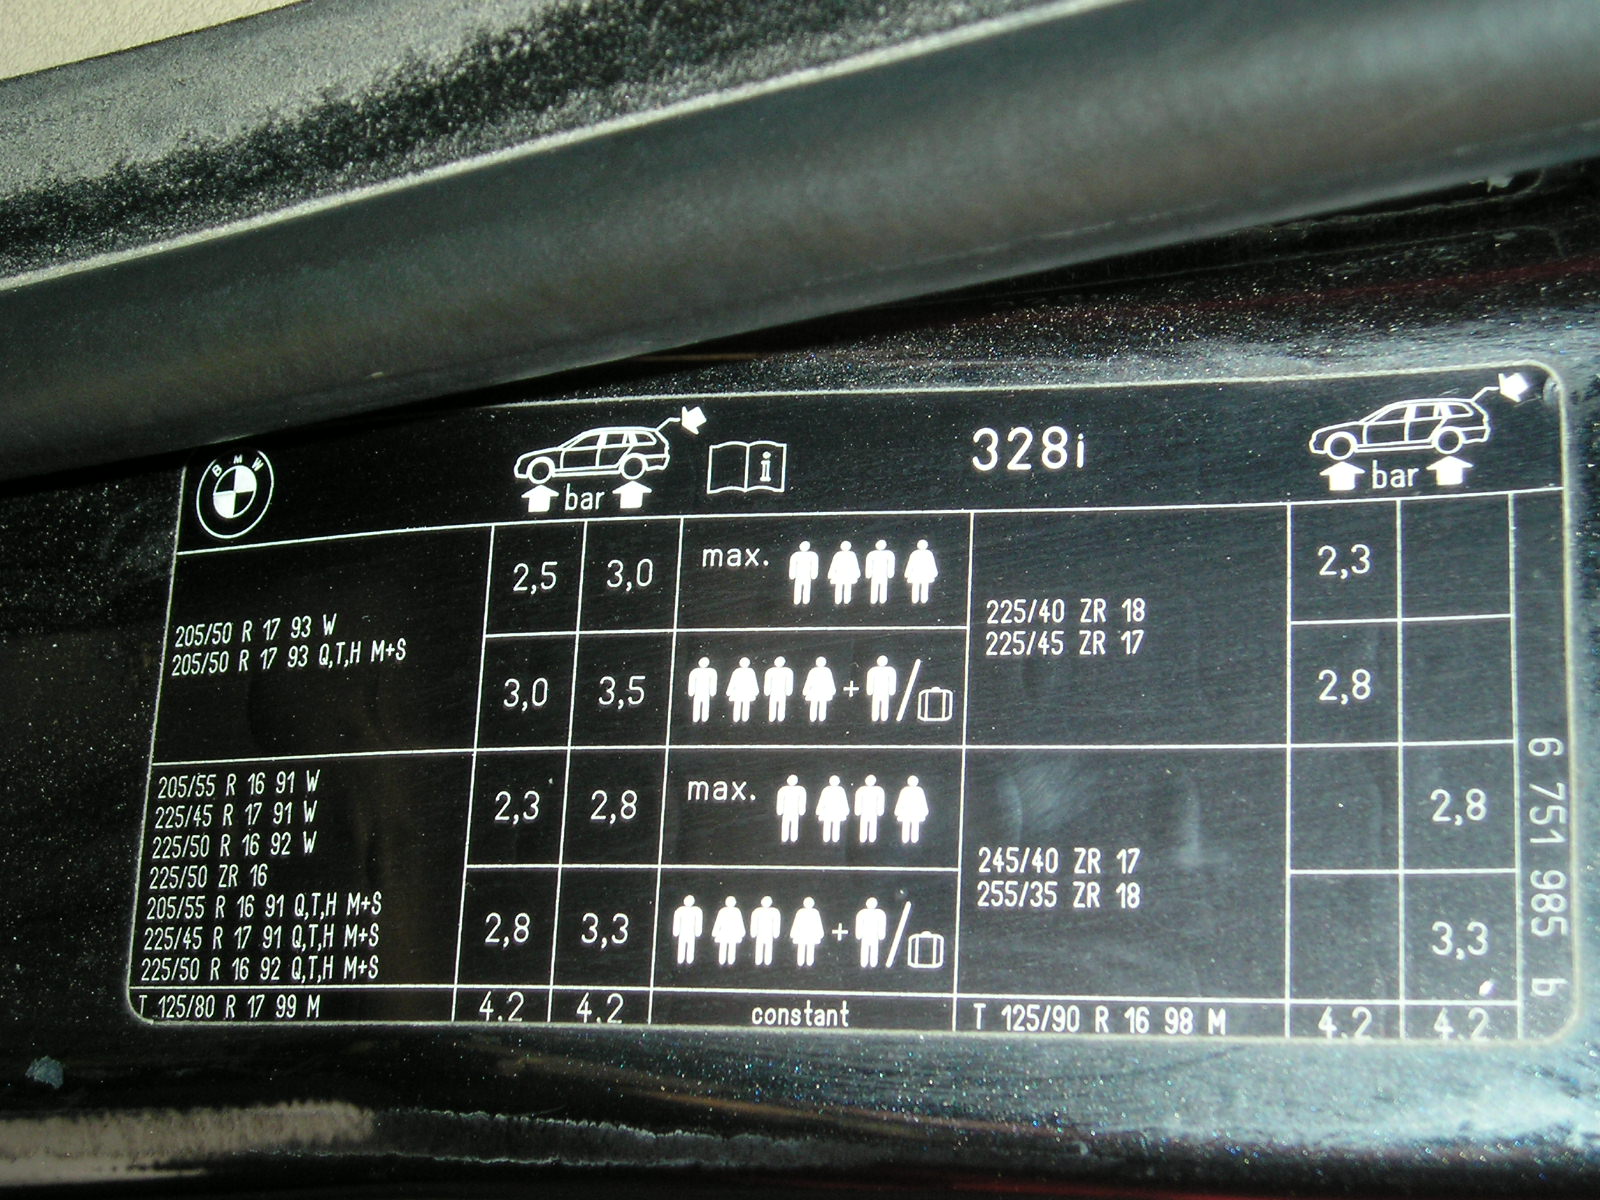 BMW
bar
i
328i
bar
205/50 R 17 93 W
205/50 R 17 93 Q,T,H M+S
2,5 3,0
max.
3,0 3,5
+ /
225/40 ZR 18
225/45 ZR 17
2,3
2,8
205/55 R 16 91 W
225/45 R 17 91 W
225/50 R 16 92 W
225/50 ZR 16
205/55 R 16 91 Q,T,H M+S
225/45 R 17 91 Q,T,H M+S
225/50 R 16 92 Q,T,H M+S
2,3 2,8
max.
2,8 3,3
+ /
245/40 ZR 17
255/35 ZR 18
2,8
3,3
T 125/80 R 17 99 M 4.2 4.2 constant T 125/90 R 16 98 M 4.2 4.2
6 751 985 b